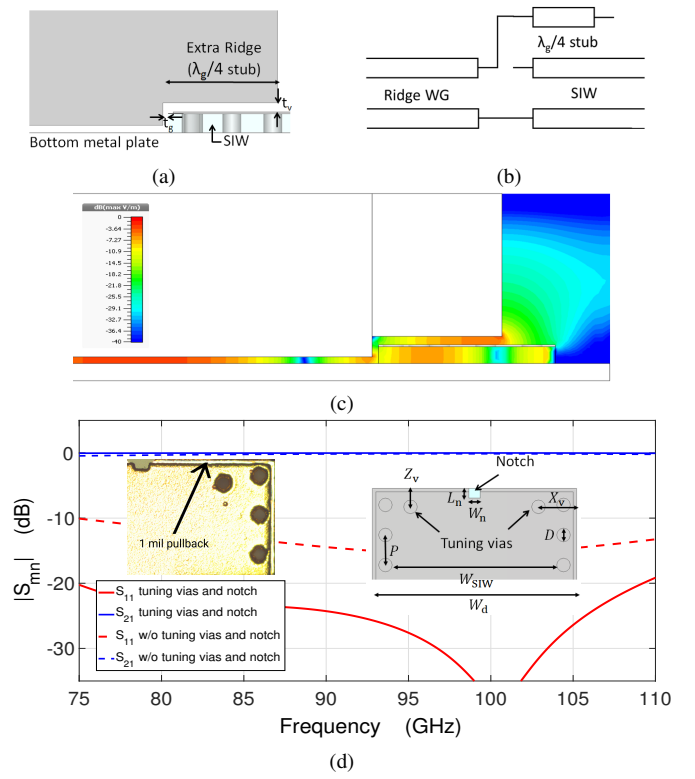 Extra Ridge
(λg/4 stub)
tv
tg
SIW
Bottom metal plate
(a)
λg/4 stub
Ridge WG
SIW
(b)
dB(max V/m)
0
-3.64
-7.27
-10.9
-14.5
-18.2
-21.8
-25.5
-29.1
-32.7
-36.4
-40
(c)
|Smn| (dB)
0
-10
-20
-30
1 mil pullback
Notch
Zv
Ln
Wn
Xv
Tuning vias
P
D
WSIW
Wd
S11 tuning vias and notch
S21 tuning vias and notch
S11 w/o tuning vias and notch
S21 w/o tuning vias and notch
75
80
85
90
95
100
105
110
Frequency (GHz)
(d)